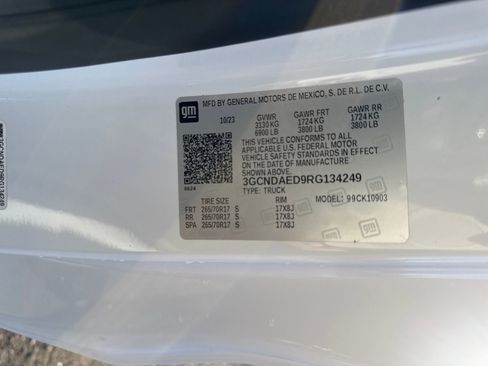 gm
MFD BY GENERAL MOTORS DE MEXICO, S. DE R.L. DE C.V.
10/23 GVWR GAWR FRT GAWR RR
3130 KG 1724 KG 1724 KG
6900 LB 3800 LB 3800 LB
THIS VEHICLE CONFORMS TO ALL
APPLICABLE U.S. FEDERAL MOTOR
VEHICLE SAFETY STANDARDS IN EFFECT
ON THE DATE OF MANUFACTURE
SHOWN ABOVE.
3GCNDAED9RG134249
TYPE: TRUCK
TIRE SIZE RIM MODEL: 99CK10903
FRT 265/70R17 S 17X8J
RR 265/70R17 S 17X8J
SPA 265/70R17 S 17X8J